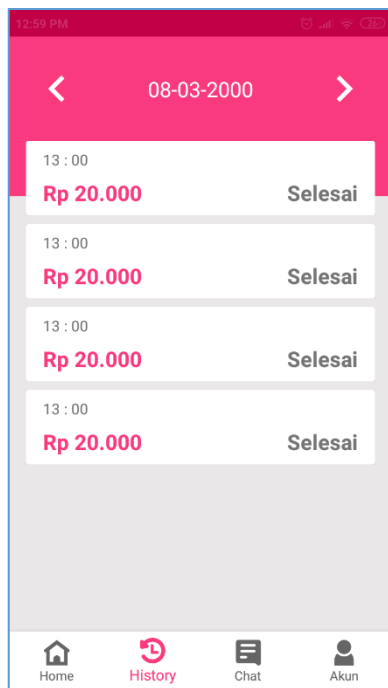 12:59 PM
08-03-2000
13 : 00
Rp 20.000 Selesai
13 : 00
Rp 20.000 Selesai
13 : 00
Rp 20.000 Selesai
13 : 00
Rp 20.000 Selesai
Home History Chat Akun